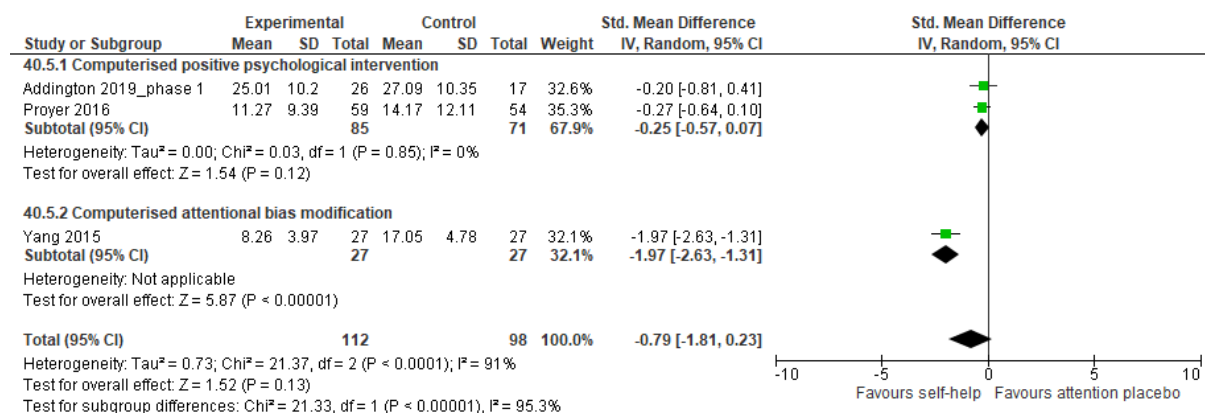 Experimental Control Std. Mean Difference Std. Mean Difference
Study or Subgroup Mean SD Total Mean SD Total Weight IV, Random, 95% CI IV, Random, 95% CI
40.5.1 Computerised positive psychological intervention
Addington 2019_phase 1 25.01 10.2 26 27.09 10.35 17 32.6% -0.20 [-0.81, 0.41]
Proyer 2016 11.27 9.39 59 14.17 12.11 54 35.3% -0.27 [-0.64, 0.10]
Subtotal (95% CI) 85 71 67.9% -0.25 [-0.57, 0.07]
Heterogeneity: Tau² = 0.00; Chi² = 0.03, df = 1 (P = 0.85); I² = 0%
Test for overall effect: Z = 1.54 (P = 0.12)
40.5.2 Computerised attentional bias modification
Yang 2015 8.26 3.97 27 17.05 4.78 27 32.1% -1.97 [-2.63, -1.31]
Subtotal (95% CI) 27 27 32.1% -1.97 [-2.63, -1.31]
Heterogeneity: Not applicable
Test for overall effect: Z = 5.87 (P < 0.00001)
Total (95% CI) 112 98 100.0% -0.79 [-1.81, 0.23]
Heterogeneity: Tau² = 0.73; Chi² = 21.37, df = 2 (P < 0.0001); I² = 91%
Test for overall effect: Z = 1.52 (P = 0.13)
Test for subgroup differences: Chi² = 21.33, df = 1 (P < 0.00001), I² = 95.3%
-10 -5 0 5 10
Favours self-help Favours attention placebo